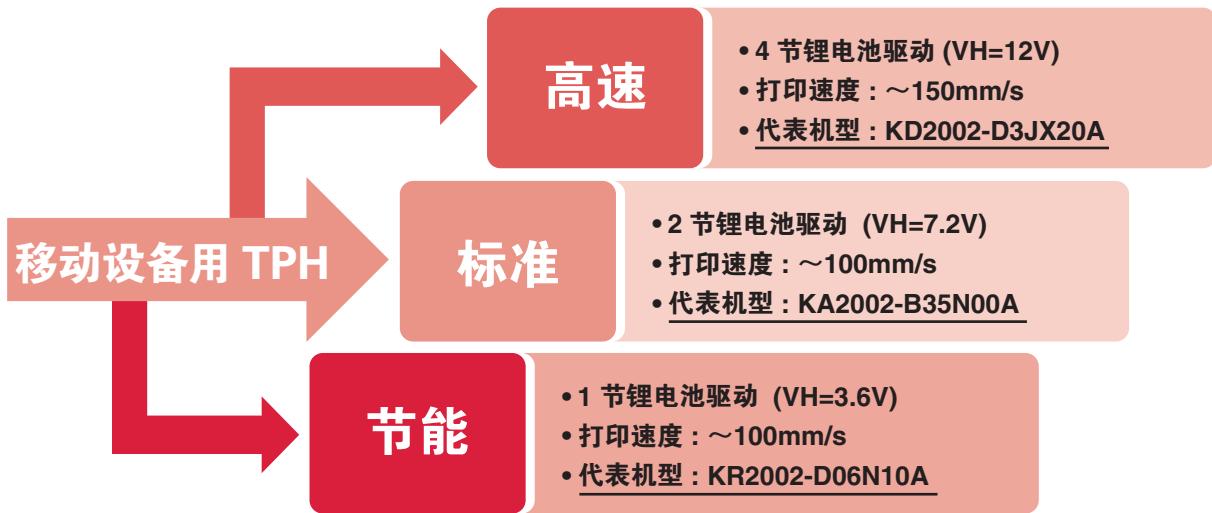 高速
• 4 节锂电池驱动 (VH=12V)
• 打印速度：～150mm/s
• 代表机型：KD2002-D3JX20A
移动设备用 TPH
标准
• 2 节锂电池驱动 (VH=7.2V)
• 打印速度：～100mm/s
• 代表机型：KA2002-B35N00A
节能
• 1 节锂电池驱动 (VH=3.6V)
• 打印速度：～100mm/s
• 代表机型：KR2002-D06N10A